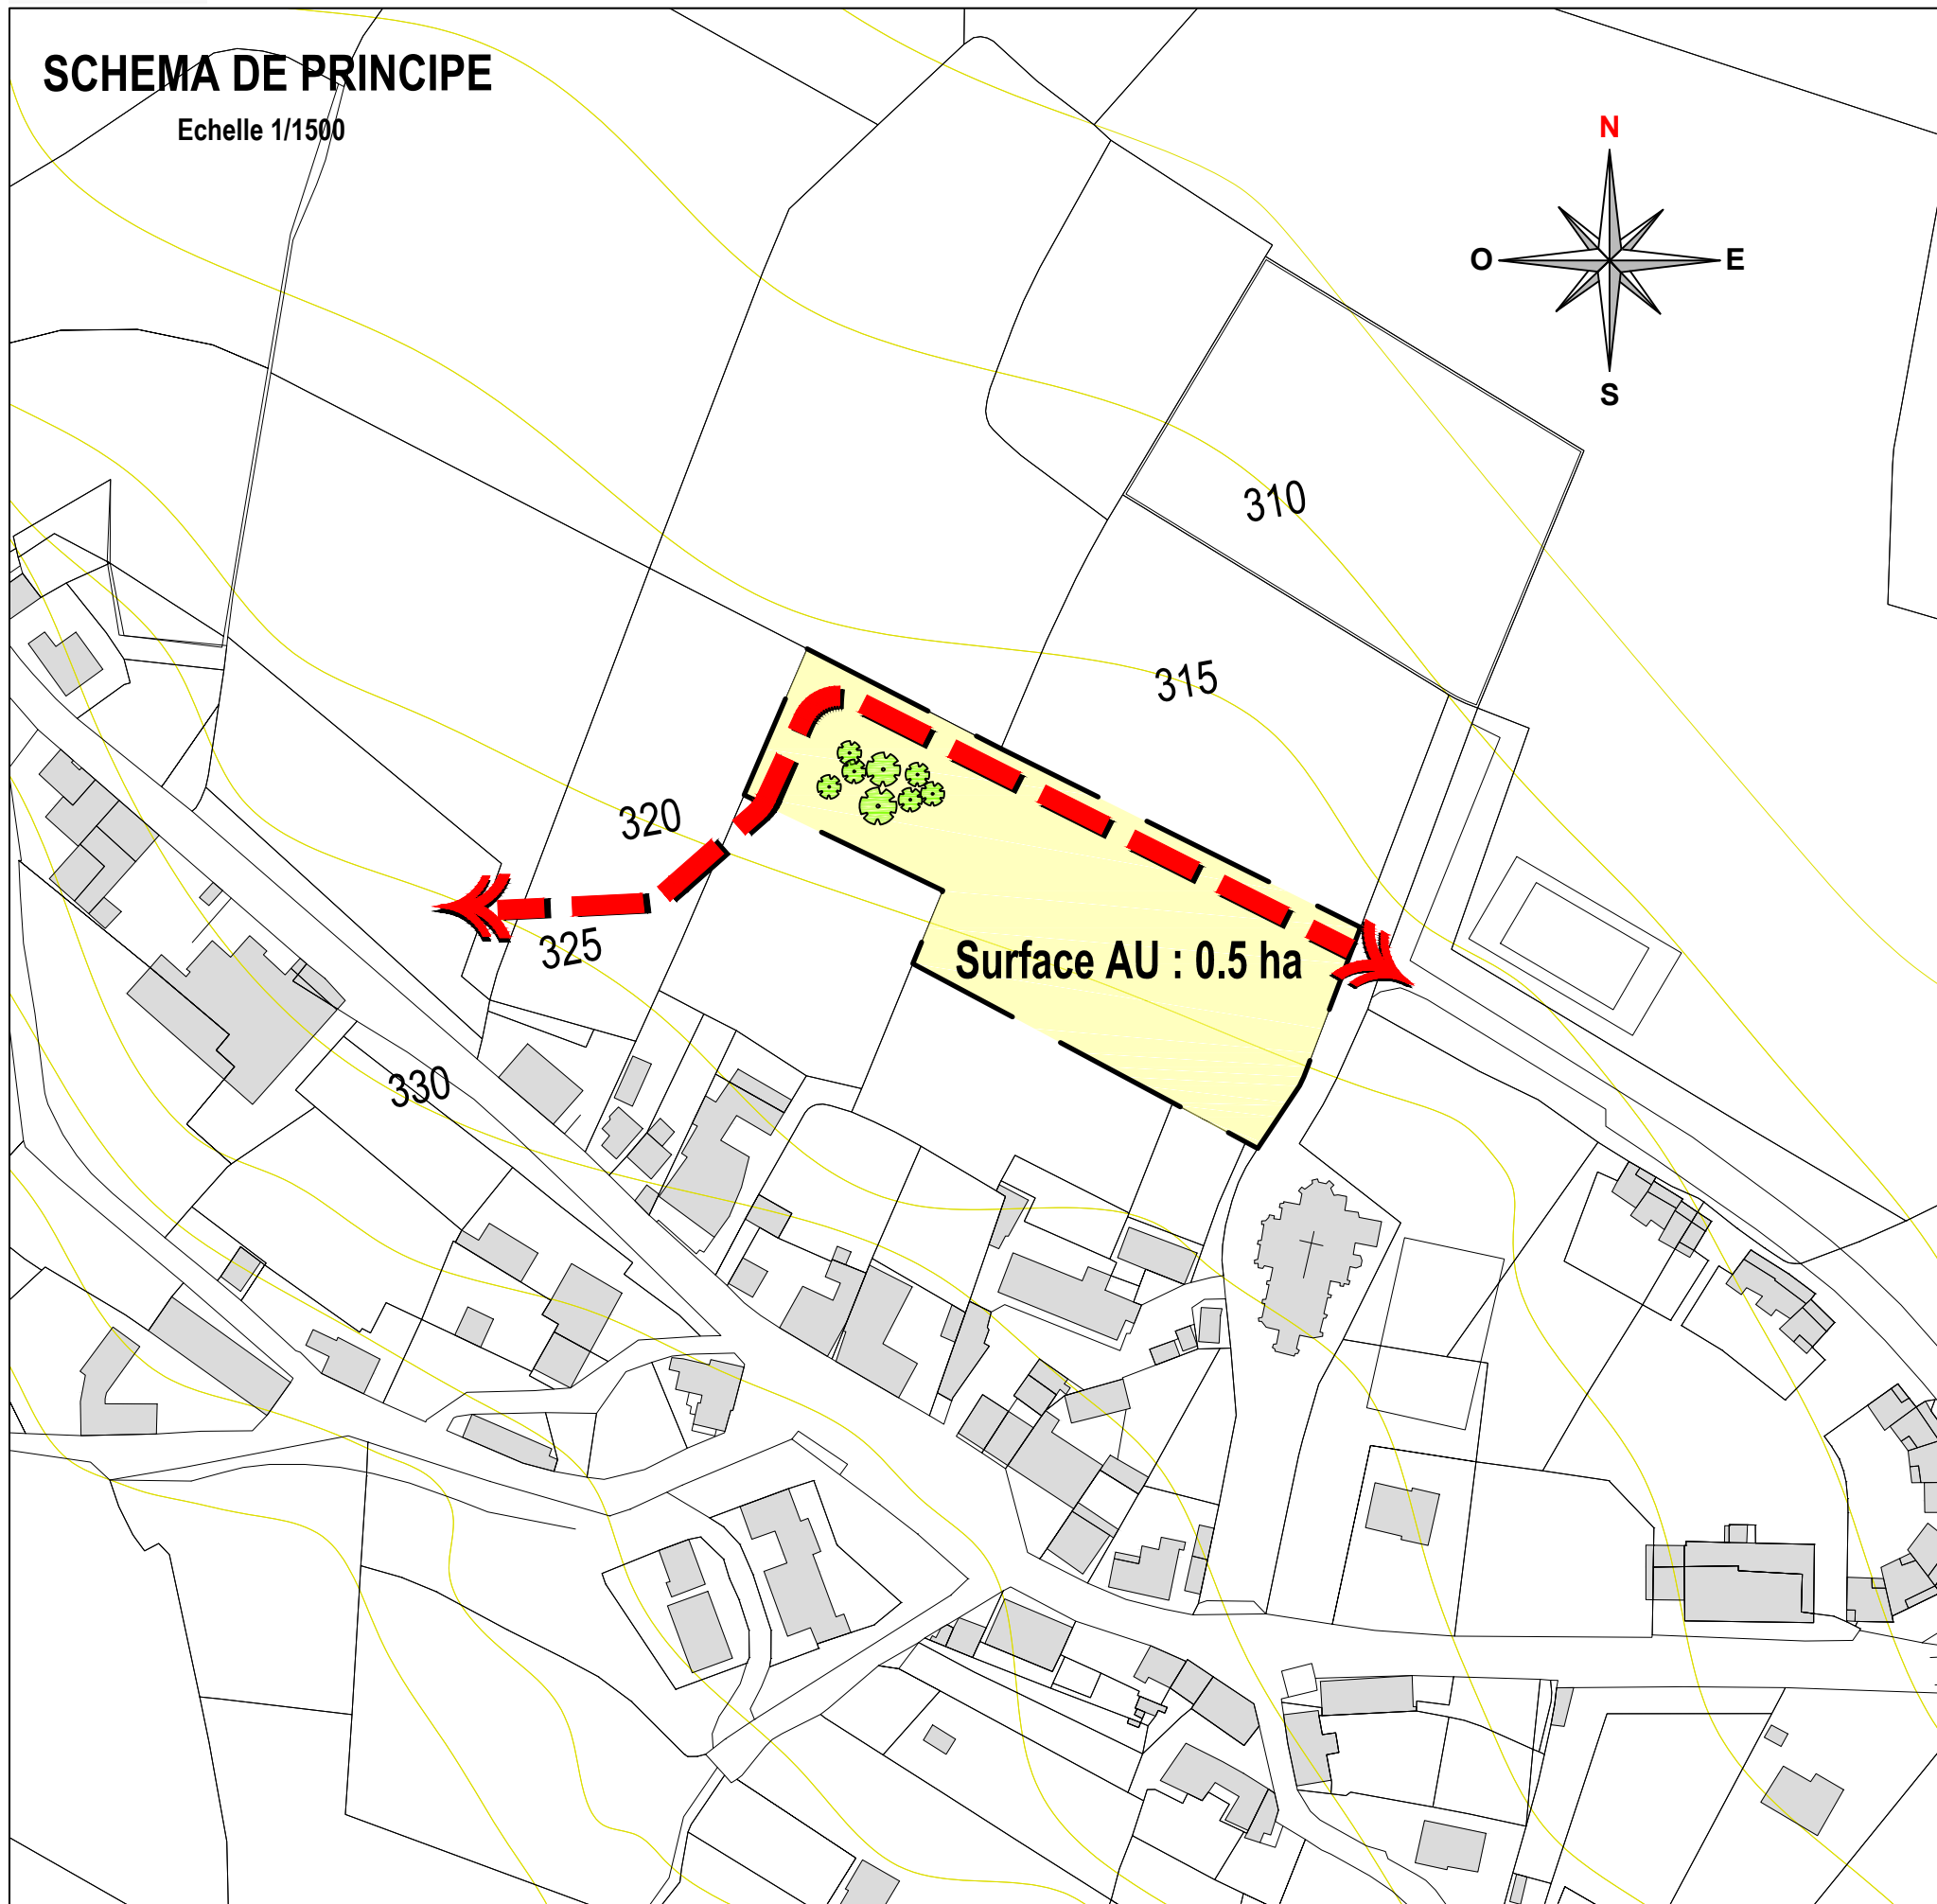 SCHEMA DE PRINCIPE
Echelle 1/1500
N
O
E
S
310
315
320
325
Surface AU : 0.5 ha
330